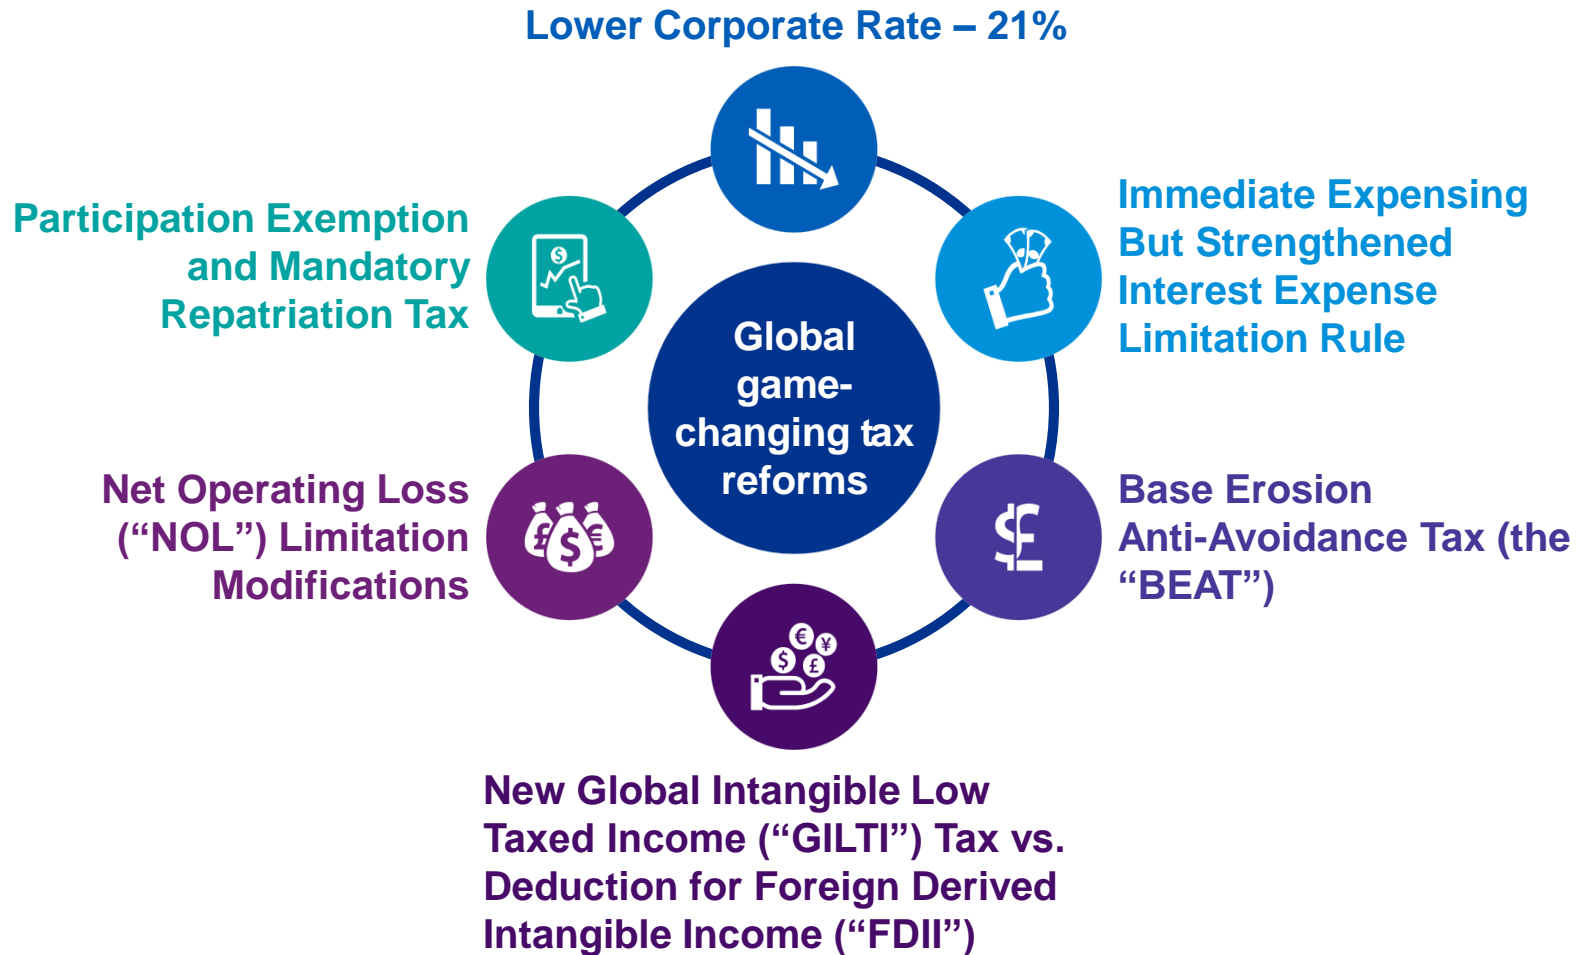 Lower Corporate Rate – 21%
Immediate Expensing
But Strengthened
Interest Expense
Limitation Rule
Base Erosion
Anti-Avoidance Tax (the
“BEAT”)
New Global Intangible Low
Taxed Income (“GILTI”) Tax vs.
Deduction for Foreign Derived
Intangible Income (“FDII”)
Net Operating Loss
(“NOL”) Limitation
Modifications
Participation Exemption
and Mandatory
Repatriation Tax
Global
game-
changing tax
reforms